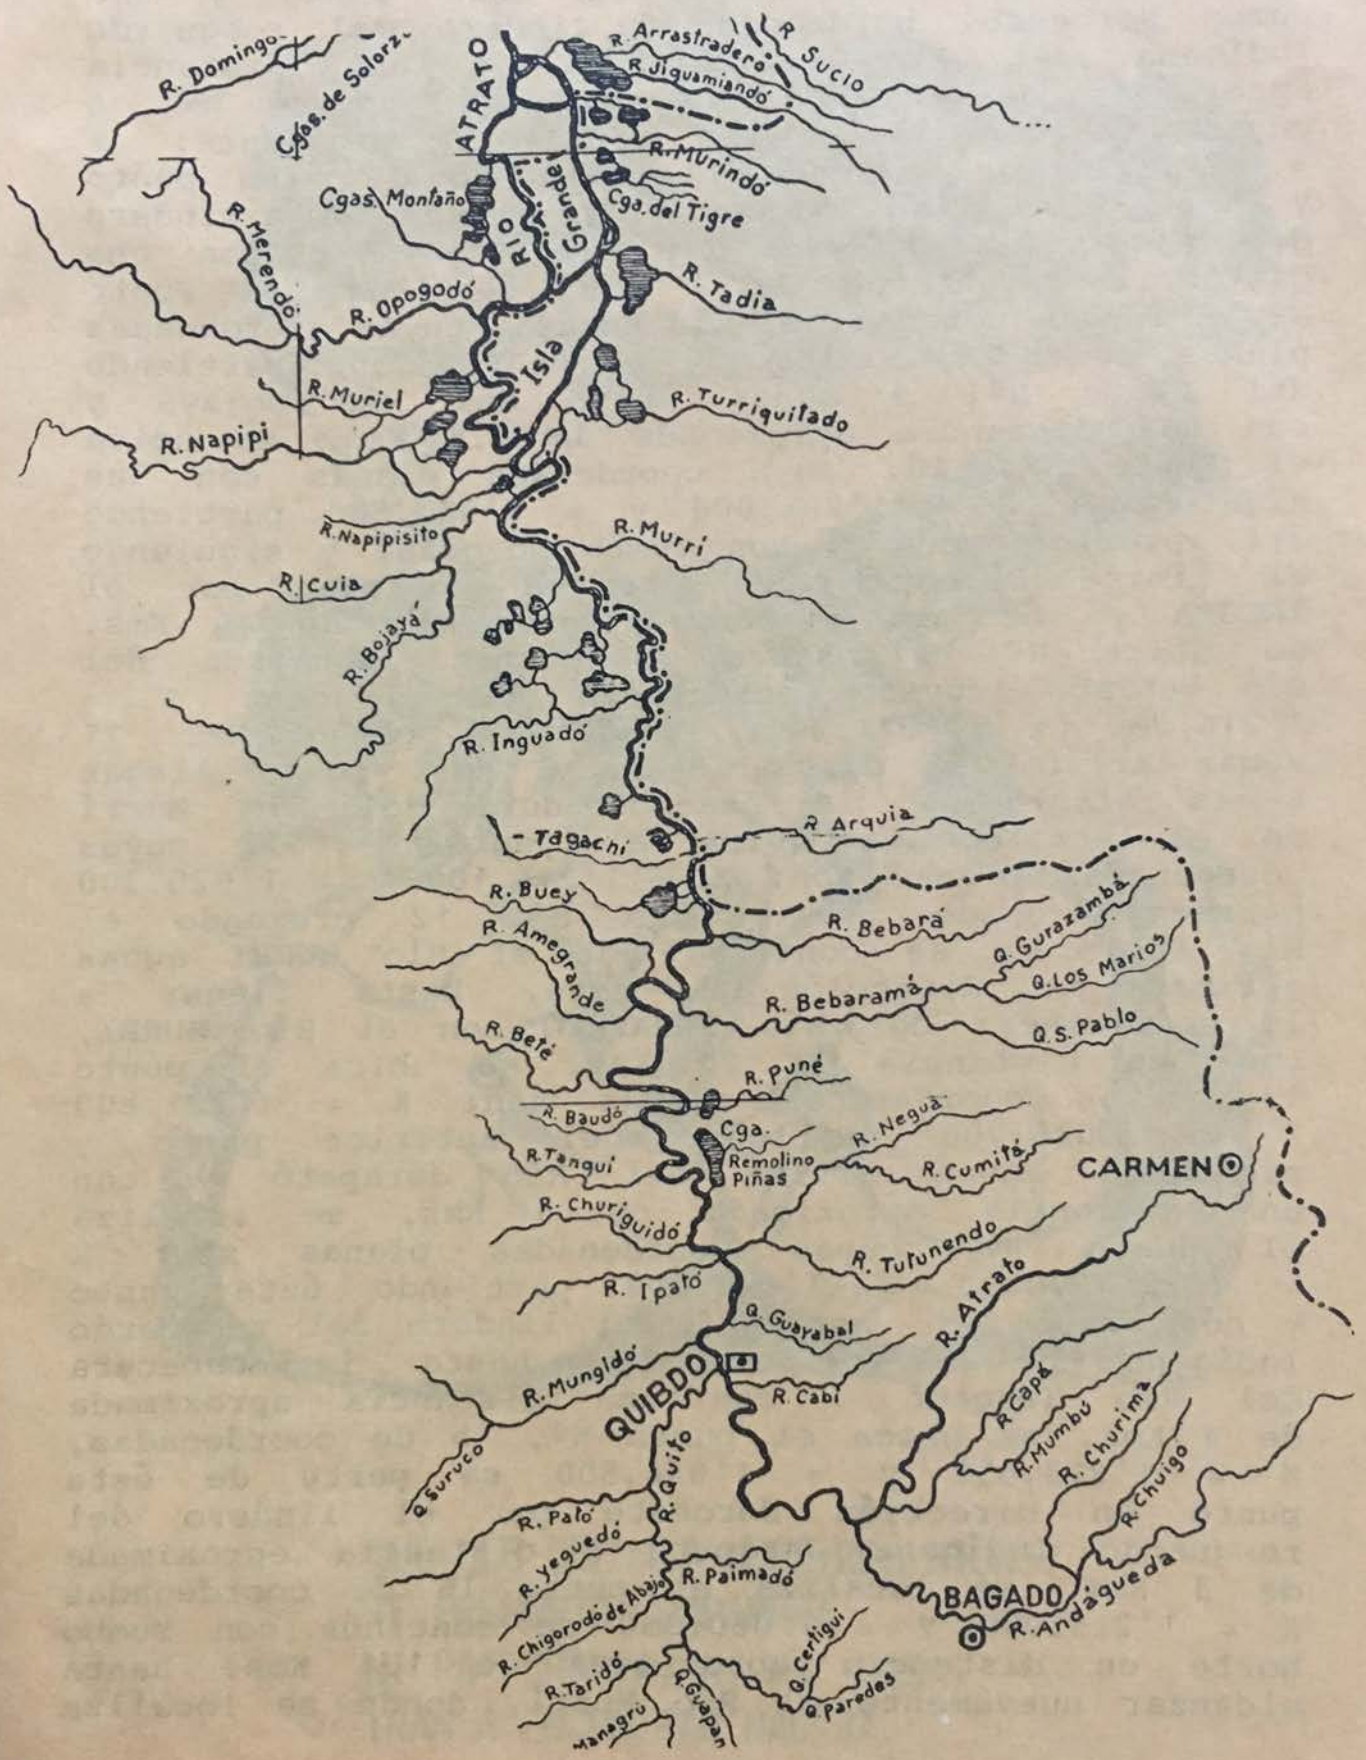 R. Domingo
Cgas. de Solorz
ATRATO
R. Arrastradero
R. SUCIO
R. Jiguamiandó
R. Murindó
Cgas. Montaño
RIO
I.A.
Grande
Cga. del Tigre
R. Merendó
R. Opogodó
R. Tadia
Isla
R. Muriel
R. Turriquitado
R. Napipi
R. Napipisito
R. Murrí
R. Cuia
R. Bojayá
R. Inguadó
Tagachí
R. Arquia
R. Buey
R. Bebará
Q. Gurazambá
R. Amegrande
Q. Los Marios
R. Bebaramá
Q. S. Pablo
R. Beté
R. Puné
R. Baudó
Cga.
Remolino
Piñas
R. Neguá
R. Tanguí
R. Cumitá
CARMEN
R. Churiguidó
R. Tutunendo
R. Ipató
R. Atrato
Q. Guayabal
R. Munguidó
QUIBDO
R. Cabí
R. Capá
R. Mumbú
R. Churima
Q. Suruco
R. Quito
R. Chuigo
R. Pató
R. Yeguedó
R. Paimadó
BAGADO
R. Andágueda
R. Chigorodó de Abajo
Q. Certigui
R. Taridó
Q. Guapan
Q. Paredes
Managrú